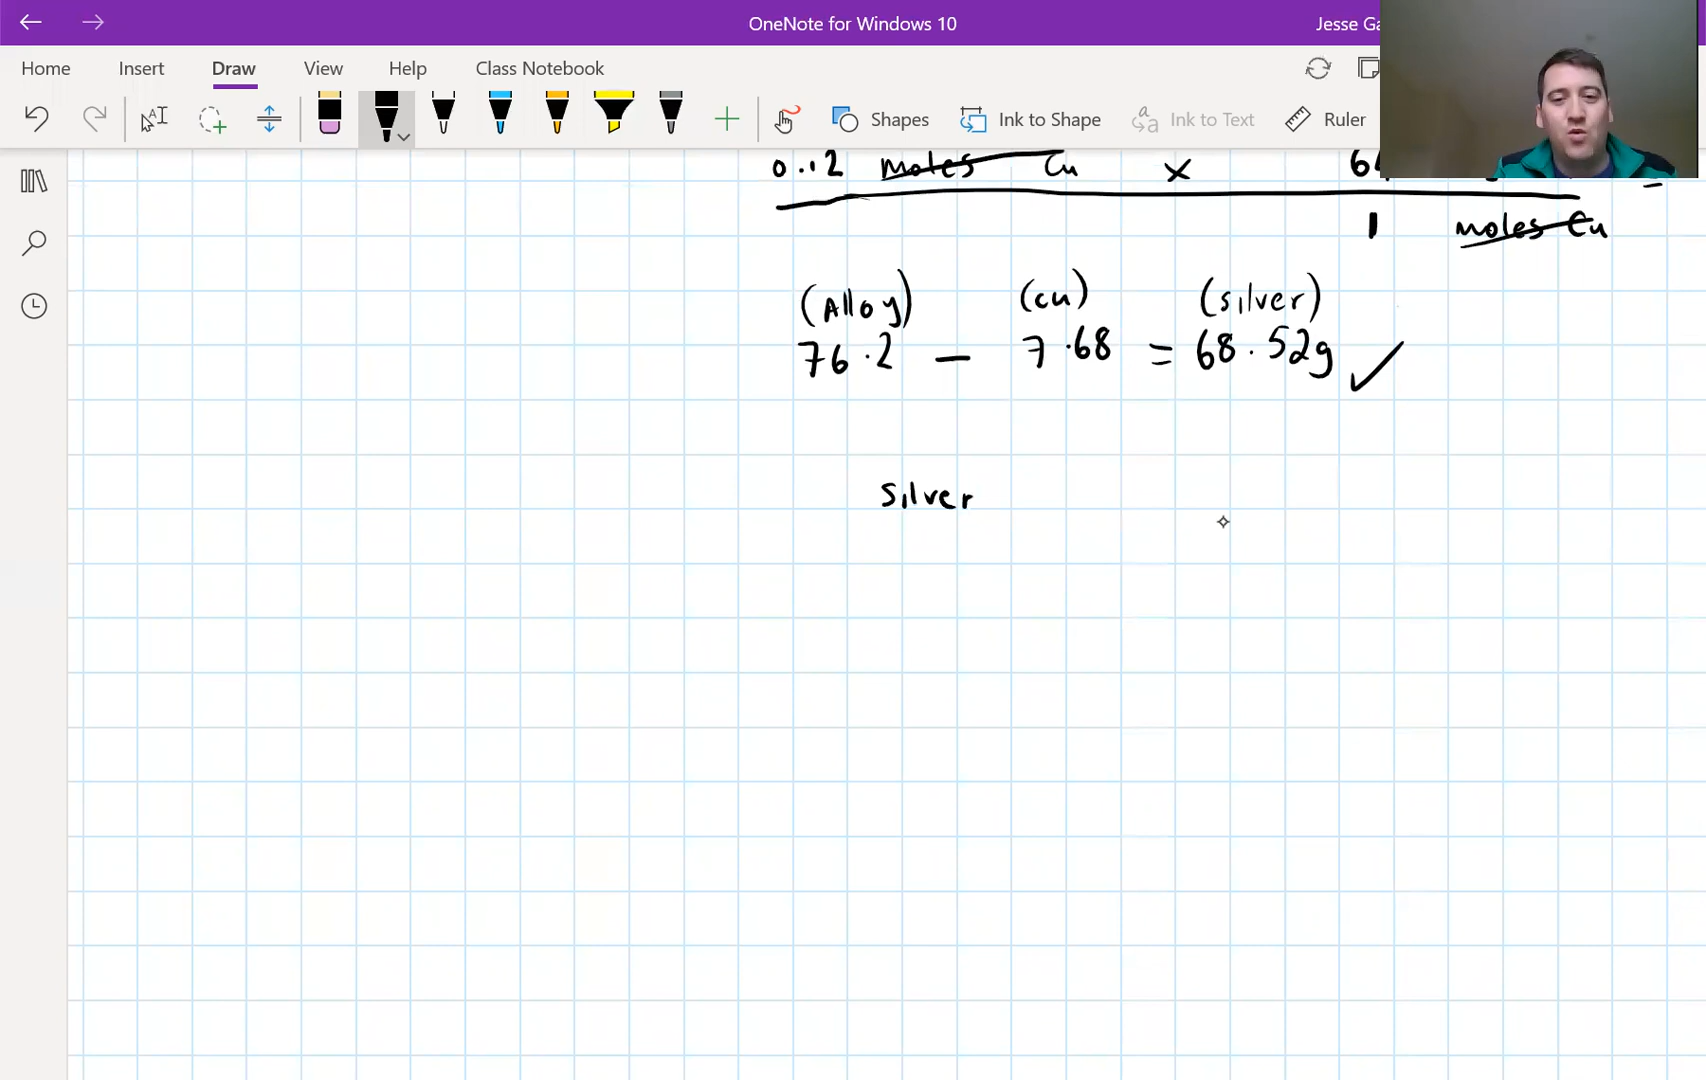 OneNote for Windows 10
Jesse Ga
Home Insert Draw View Help Class Notebook
Shapes Ink to Shape Ink to Text Ruler
0.12 moles Cu x
1 moles Cu
(Alloy) (Cu) (silver)
76.2 - 7.68 = 68.52g ✓
Silver